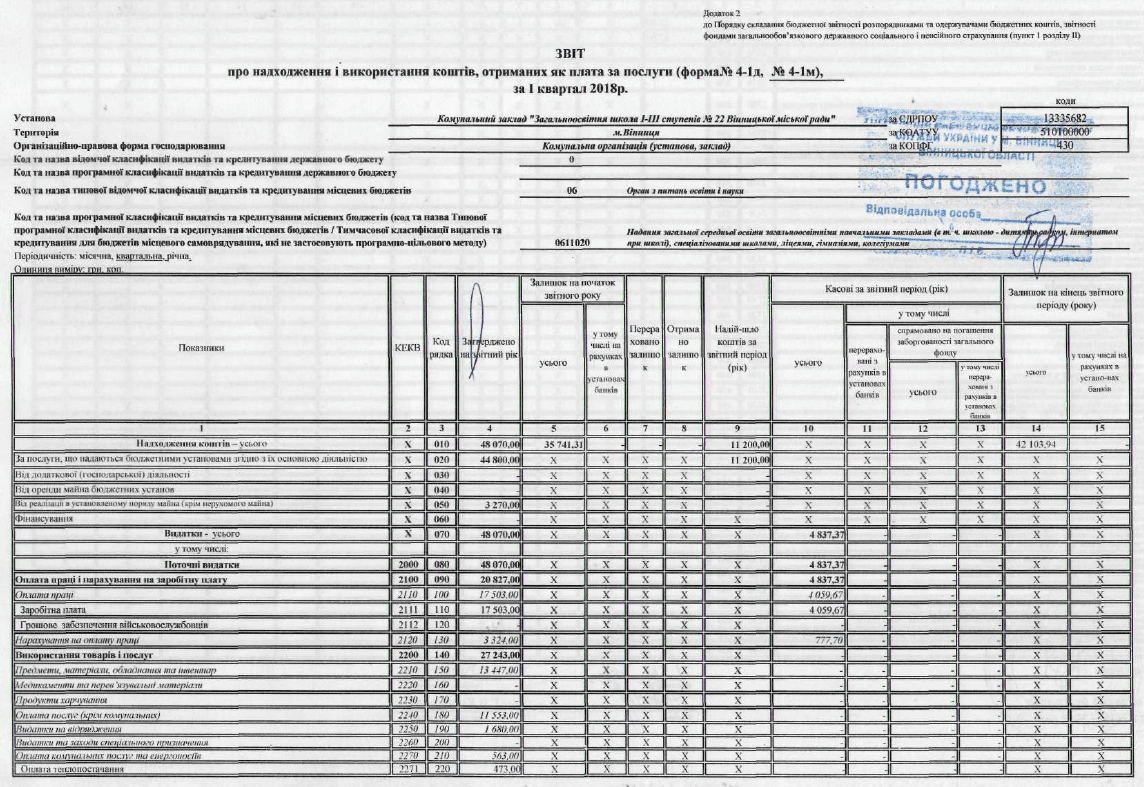 Додаток 2
до Порядку складання бюджетної звітності розпорядниками та одержувачами бюджетних коштів, звітності
фондами загальнообов'язкового державного соціального і пенсійного страхування (пункт 1 розділу II)
ЗВІТ
про надходження і використання коштів, отриманих як плата за послуги (форма№ 4-1д, № 4-1м),
за I квартал 2018р.
коди
Установа Комунальний заклад "Загальноосвітня школа I-III ступенів № 22 Вінницької міської ради" за ЄДРПОУ 13335682
Територія м.Вінниця за КОАТУУ 510100000
Організаційно-правова форма господарювання Комунальна організація (установа, заклад) за КОПФГ 430
Код та назва відомчої класифікації видатків та кредитування державного бюджету 0
Код та назва програмної класифікації видатків та кредитування державного бюджету
Код та назва типової відомчої класифікації видатків та кредитування місцевих бюджетів 06 Орган з питань освіти і науки
Код та назва програмної класифікації видатків та кредитування місцевих бюджетів (код та назва Типової
програмної класифікації видатків та кредитування місцевих бюджетів / Тимчасової класифікації видатків та
кредитування для бюджетів місцевого самоврядування, які не застосовують програмно-цільового методу) 0611020 Надання загальної середньої освіти загальноосвітніми навчальними закладами (в т. ч. школою - дитячим садком, інтернатом
при школі), спеціалізованими школами, ліцеями, гімназіями, колегіумами
СЛУЖБИ УКРАЇНИ У М. ВІННИЦІ
ВІННИЦЬКОЇ ОБЛАСТІ
ПОГОДЖЕНО
Відповідальна особа
П І Б
Періодичність: місячна, квартальна, річна.
Одиниця виміру: грн. коп.
Показники
КЕКВ
Код рядка
Затверджено на звітний рік
Залишок на початок звітного року
усього
у тому числі на рахунках в установах банків
Перера ховано залишо к
Отрима но залишо к
Надій-шло коштів за звітний період (рік)
Касові за звітний період (рік)
усього
у тому числі
перерахо-вані з рахунків в установах банків
спрямовано на погашення заборгованості загального фонду
усього
у тому числі перера-ховані з рахунків в установах банків
Залишок на кінець звітного періоду (року)
усього
у тому числі на рахунках в устано-вах банків
1 2 3 4 5 6 7 8 9 10 11 12 13 14 15
Надходження коштів – усього X 010 48 070,00 35 741,31 - - - 11 200,00 X X X X 42 103,94 -
За послуги, що надаються бюджетними установами згідно з їх основною діяльністю X 020 44 800,00 X X X X 11 200,00 X X X X X X
Від додаткової (господарської) діяльності X 030 - X X X X - X X X X X X
Від оренди майна бюджетних установ X 040 - X X X X - X X X X X X
Від реалізації в установленому порядку майна (крім нерухомого майна) X 050 3 270,00 X X X X - X X X X X X
Фінансування X 060 - X X X X X X X X X X X
Видатки - усього X 070 48 070,00 X X X X X 4 837,37 - - - X X
у тому числі:
Поточні видатки 2000 080 48 070,00 X X X X X 4 837,37 - - - X X
Оплата праці і нарахування на заробітну плату 2100 090 20 827,00 X X X X X 4 837,37 - - - X X
Оплата праці 2110 100 17 503,00 X X X X X 4 059,67 - - - X X
Заробітна плата 2111 110 17 503,00 X X X X X 4 059,67 - - - X X
Грошове забезпечення військовослужбовців 2112 120 - X X X X X - - - - X X
Нарахування на оплату праці 2120 130 3 324,00 X X X X X 777,70 - - - X X
Використання товарів і послуг 2200 140 27 243,00 X X X X X - - - - X X
Предмети, матеріали, обладнання та інвентар 2210 150 13 447,00 X X X X X - - - - X X
Медикаменти та перев'язувальні матеріали 2220 160 - X X X X X - - - - X X
Продукти харчування 2230 170 - X X X X X - - - - X X
Оплата послуг (крім комунальних) 2240 180 11 553,00 X X X X X - - - - X X
Видатки на відрядження 2250 190 1 680,00 X X X X X - - - - X X
Видатки та заходи спеціального призначення 2260 200 - X X X X X - - - - X X
Оплата комунальних послуг та енергоносіїв 2270 210 563,00 X X X X X - - - - X X
Оплата теплопостачання 2271 220 473,00 X X X X X - - - - X X